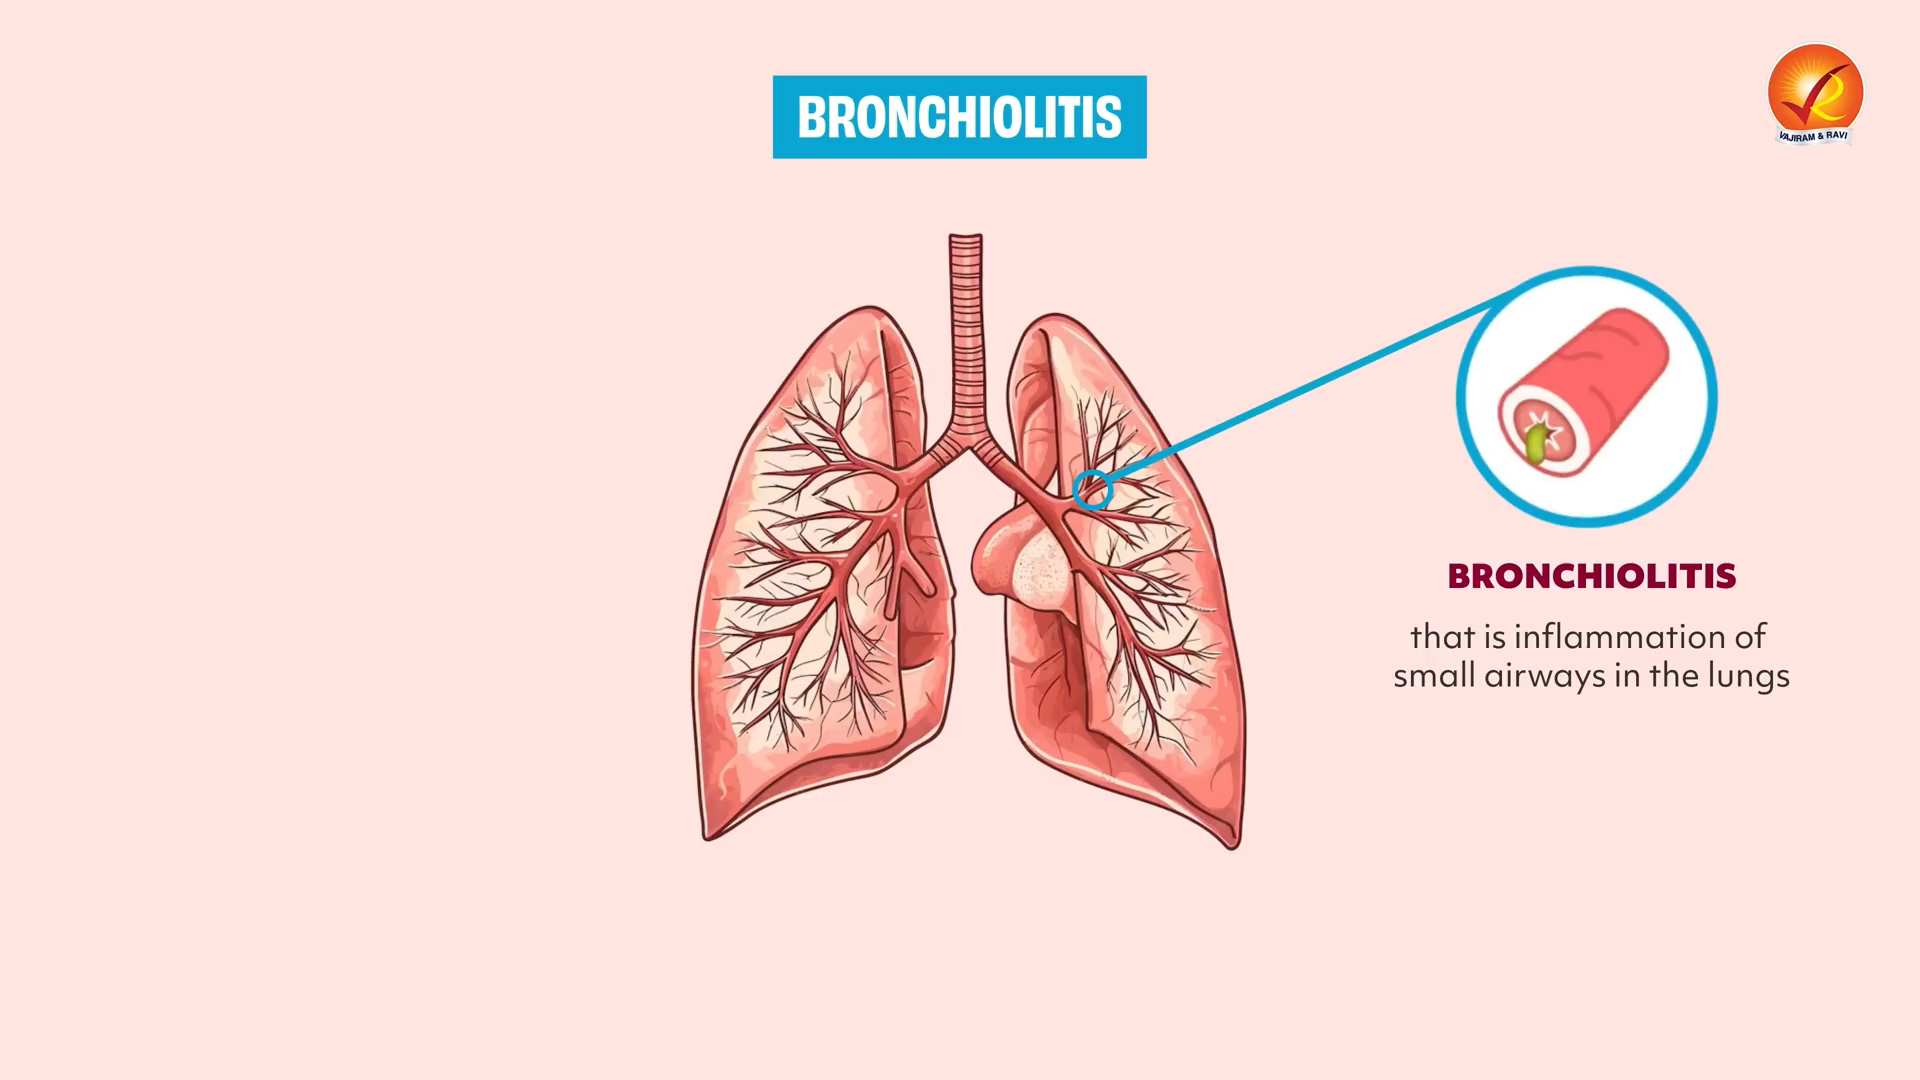 BRONCHIOLITIS
VAJIRAM & RAVI
BRONCHIOLITIS
that is inflammation of
small airways in the lungs